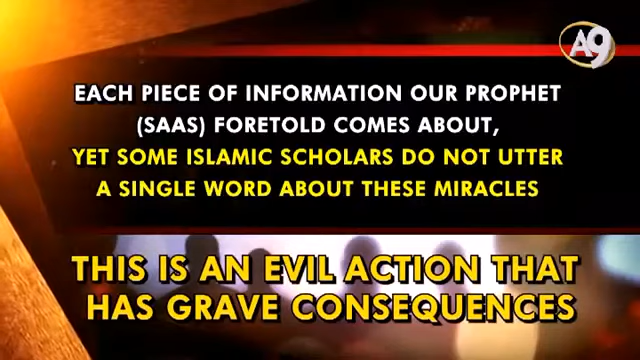 A9
EACH PIECE OF INFORMATION OUR PROPHET
(SAAS) FORETOLD COMES ABOUT,
YET SOME ISLAMIC SCHOLARS DO NOT UTTER
A SINGLE WORD ABOUT THESE MIRACLES
THIS IS AN EVIL ACTION THAT
HAS GRAVE CONSEQUENCES